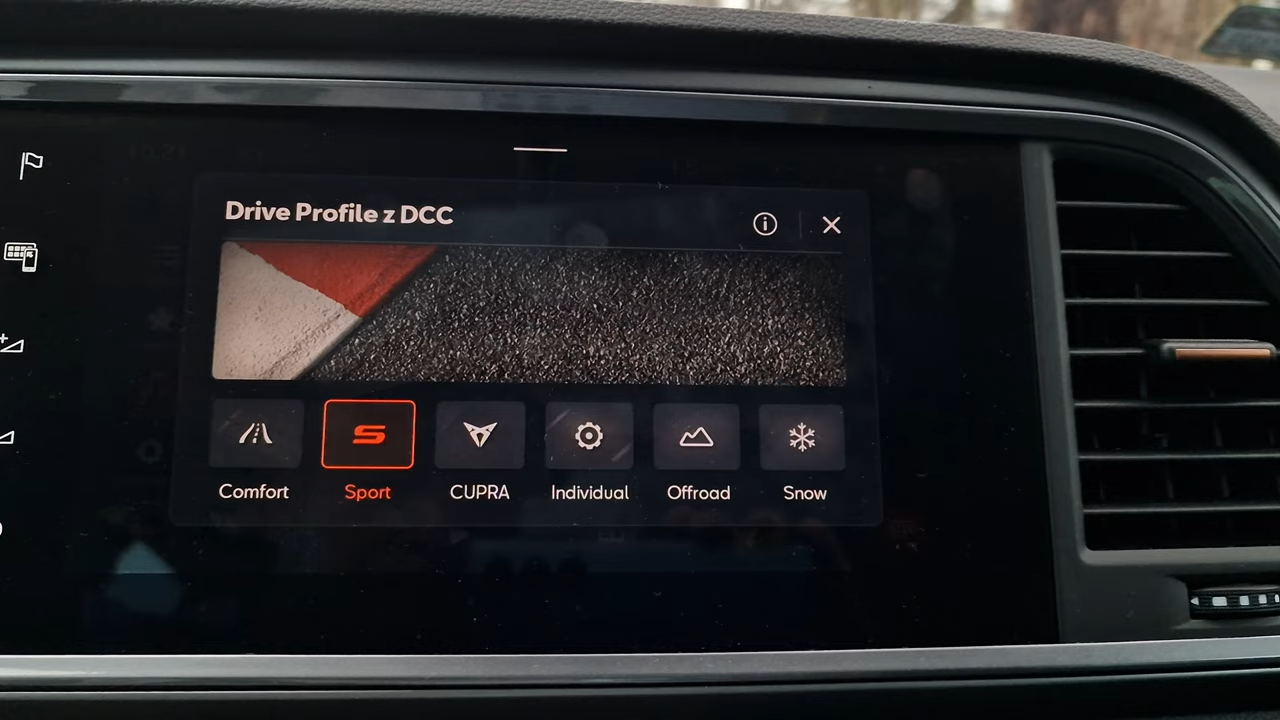 Drive Profile z DCC
Comfort
Sport
CUPRA
Individual
Offroad
Snow